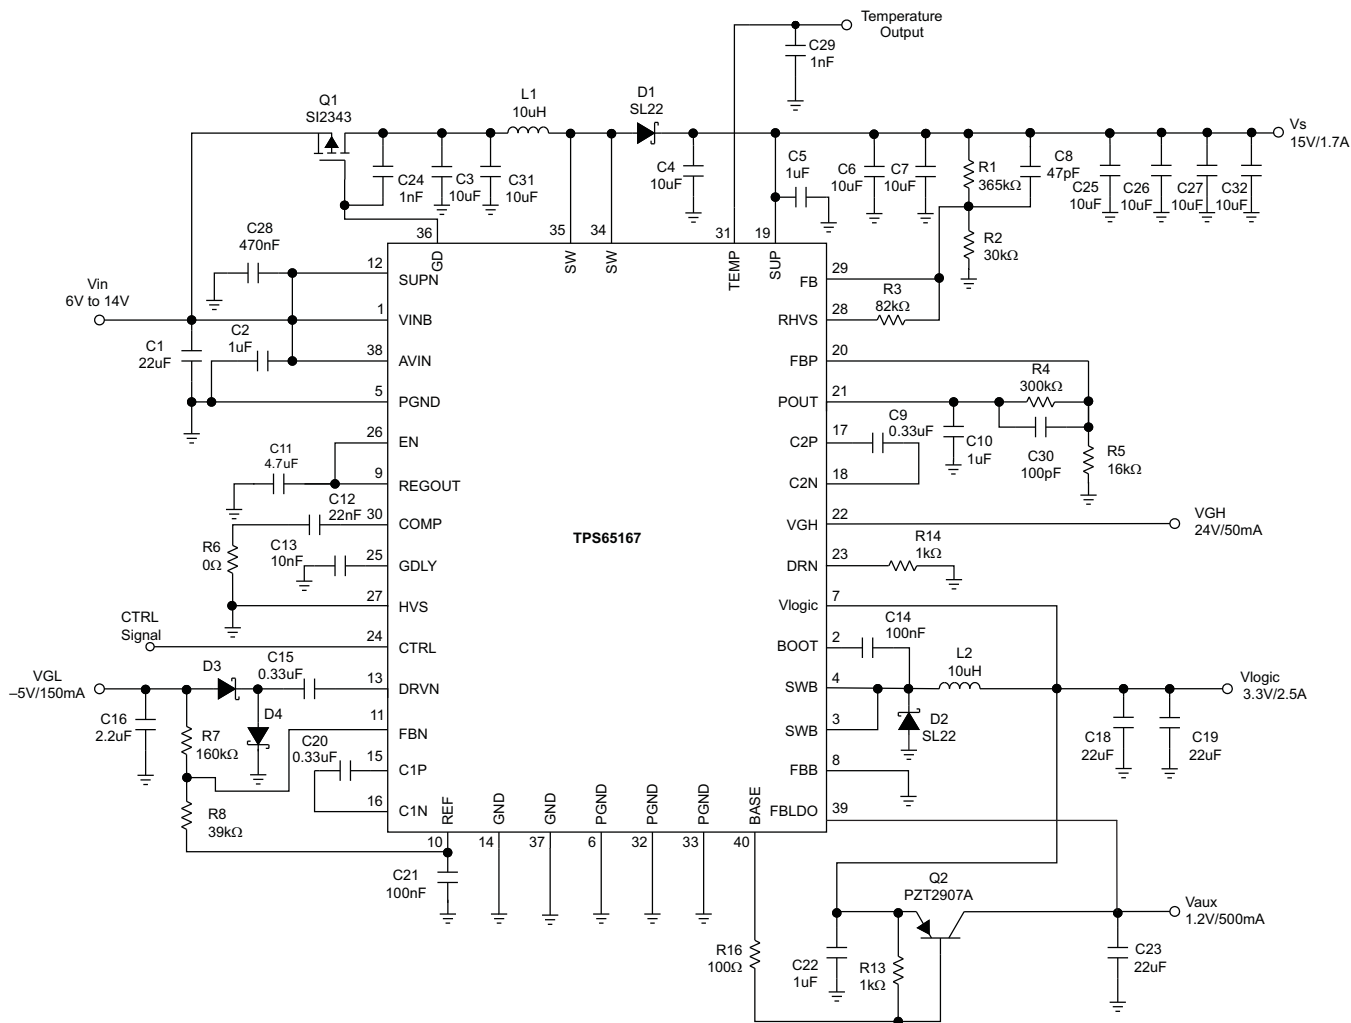 Temperature
Output
C29
1nF
Q1
SI2343
L1
10uH
D1
SL22
Vs
15V/1.7A
C24
1nF
C3
10uF
C31
10uF
C4
10uF
C5
1uF
C6
10uF
C7
10uF
R1
365kΩ
C8
47pF
C25
10uF
C26
10uF
C27
10uF
C32
10uF
R2
30kΩ
C28
470nF
36
GD
35
SW
34
SW
31
TEMP
19
SUP
Vin
6V to 14V
C1
22uF
C2
1uF
12
SUPN
1
VINB
38
AVIN
5
PGND
26
EN
9
REGOUT
30
COMP
25
GDLY
27
HVS
24
CTRL
13
DRVN
11
FBN
15
C1P
16
C1N
C11
4.7uF
C12
22nF
C13
10nF
R6
0Ω
CTRL
Signal
VGL
–5V/150mA
D3
C15
0.33uF
D4
C16
2.2uF
R7
160kΩ
C20
0.33uF
R8
39kΩ
TPS65167
FB
29
RHVS
28
R3
82kΩ
FBP
20
POUT
21
R4
300kΩ
C2P
17
C9
0.33uF
C10
1uF
C30
100pF
R5
16kΩ
C2N
18
VGH
22
VGH
24V/50mA
DRN
23
R14
1kΩ
Vlogic
7
BOOT
2
C14
100nF
SWB
4
L2
10uH
Vlogic
3.3V/2.5A
SWB
3
D2
SL22
C18
22uF
C19
22uF
FBB
8
FBLDO
39
REF
10
GND
14
GND
37
PGND
6
PGND
32
PGND
33
BASE
40
C21
100nF
R16
100Ω
C22
1uF
R13
1kΩ
Q2
PZT2907A
Vaux
1.2V/500mA
C23
22uF